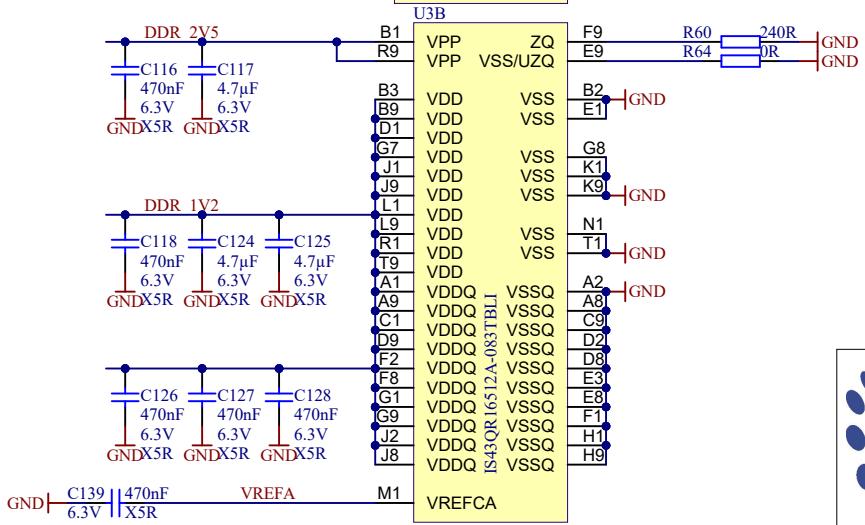 U3B
DDR_2V5
B1 VPP ZQ F9 R60 240R GND
R9 VPP VSS/UZQ E9 R64 0R GND
C116 C117
470nF 4.7µF
6.3V 6.3V
GND X5R GND X5R
B3 VDD VSS B2 GND
B9 VDD VSS E1
D1 VDD
G7 VDD VSS G8
J1 VDD VSS K1
J9 VDD VSS K9 GND
DDR_1V2
L1 VDD
L9 VDD VSS N1
R1 VDD VSS T1 GND
T9 VDD
C118 C124 C125
470nF 4.7µF 4.7µF
6.3V 6.3V 6.3V
GND X5R GND X5R GND X5R
A1 VDDQ VSSQ A2 GND
A9 VDDQ VSSQ A8
C1 VDDQ VSSQ C9
D9 VDDQ VSSQ D2
F2 VDDQ VSSQ D8
F8 VDDQ VSSQ E3
G1 VDDQ VSSQ E8
G9 VDDQ VSSQ F1
J2 VDDQ VSSQ H1
J8 VDDQ VSSQ H9
IS43QR16512A-083TBLI
C126 C127 C128
470nF 470nF 470nF
6.3V 6.3V 6.3V
GND X5R GND X5R GND X5R
GND C139 470nF VREFA M1 VREFCA
6.3V X5R